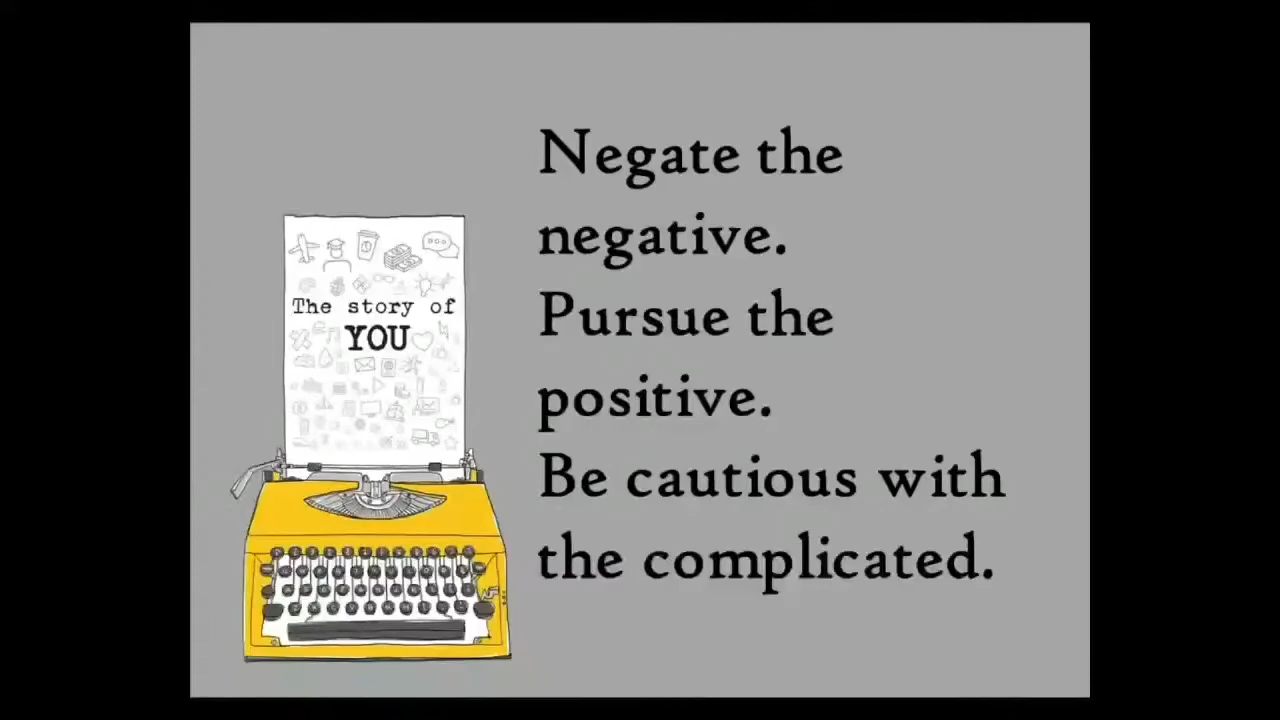 The story of
YOU
Negate the
negative.
Pursue the
positive.
Be cautious with
the complicated.